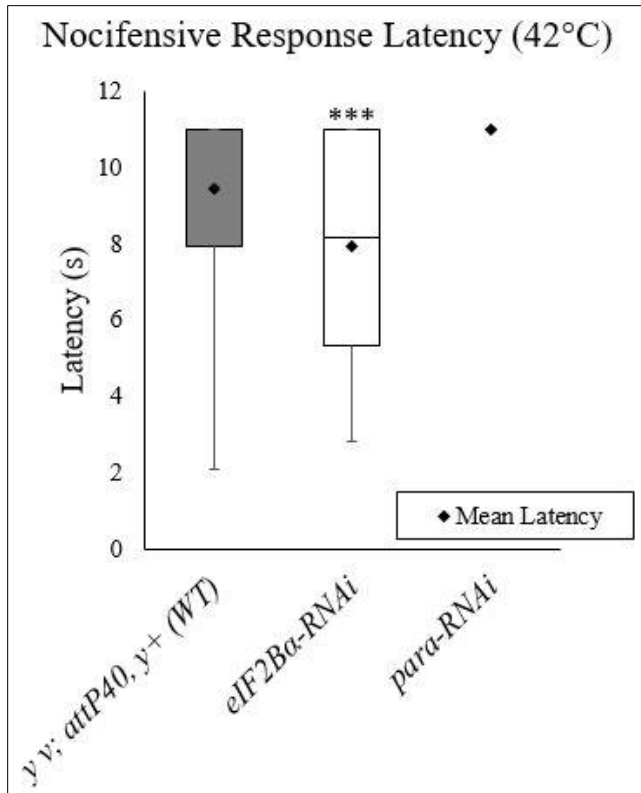 Nocifensive Response Latency (42°C)
12
10
8
6
4
2
0
Latency (s)
***
◆ Mean Latency
y v; attP40, y+ (WT)
eIF2Bα-RNAi
para-RNAi